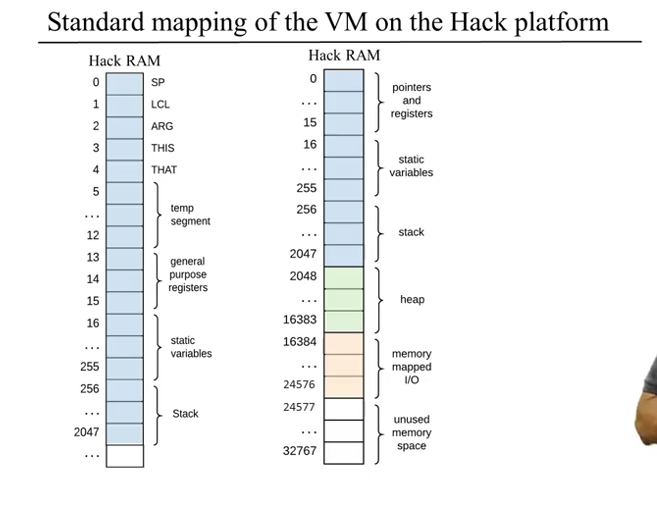 Standard mapping of the VM on the Hack platform
Hack RAM
0 SP
1 LCL
2 ARG
3 THIS
4 THAT
5
...
12
temp
segment
13
14
15
general
purpose
registers
16
...
255
static
variables
256
...
2047
Stack
...
Hack RAM
0
...
15
pointers
and
registers
16
...
255
static
variables
256
...
2047
stack
2048
...
16383
heap
16384
...
24576
memory
mapped
I/O
24577
...
32767
unused
memory
space